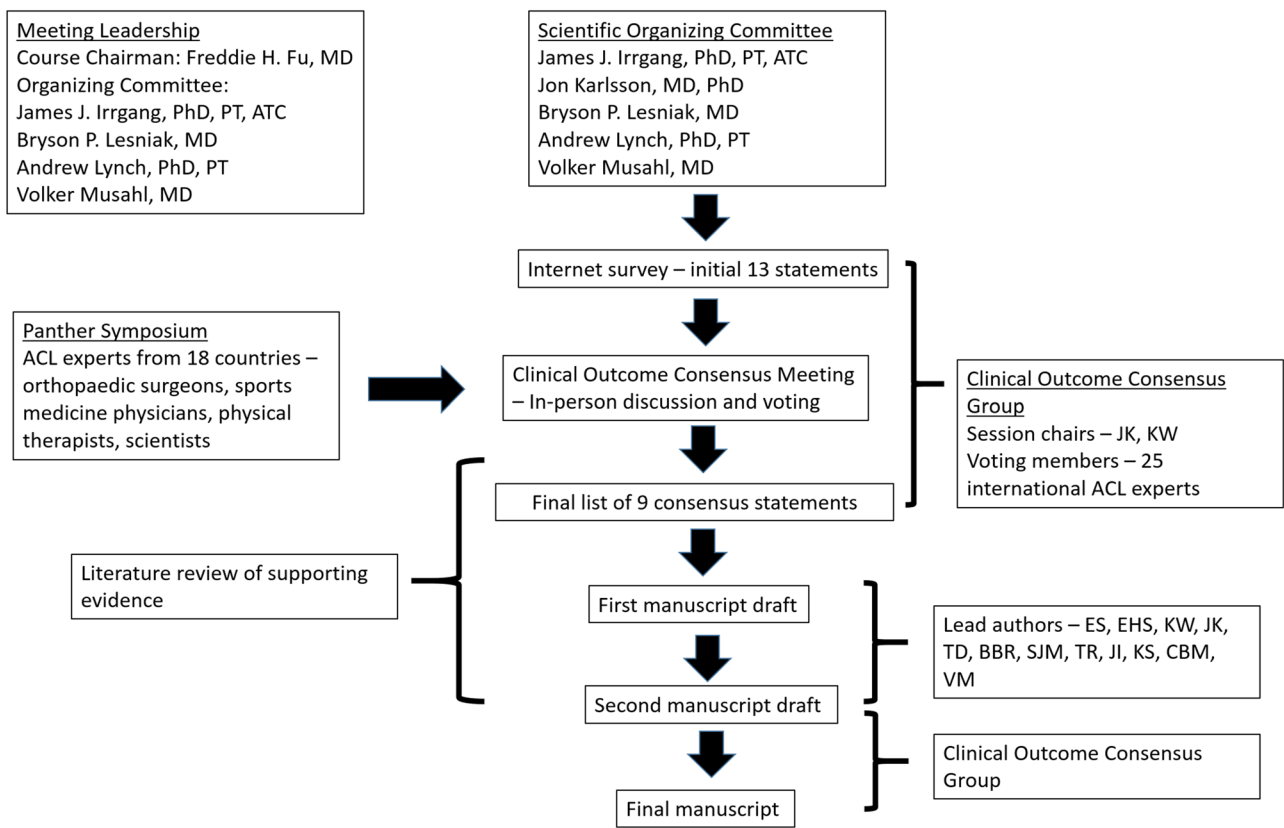 Meeting Leadership
Course Chairman: Freddie H. Fu, MD
Organizing Committee:
James J. Irrgang, PhD, PT, ATC
Bryson P. Lesniak, MD
Andrew Lynch, PhD, PT
Volker Musahl, MD
Scientific Organizing Committee
James J. Irrgang, PhD, PT, ATC
Jon Karlsson, MD, PhD
Bryson P. Lesniak, MD
Andrew Lynch, PhD, PT
Volker Musahl, MD
Internet survey – initial 13 statements
Panther Symposium
ACL experts from 18 countries –
orthopaedic surgeons, sports
medicine physicians, physical
therapists, scientists
Clinical Outcome Consensus Meeting
– In-person discussion and voting
Clinical Outcome Consensus
Group
Session chairs – JK, KW
Voting members – 25
international ACL experts
Final list of 9 consensus statements
Literature review of supporting
evidence
First manuscript draft
Lead authors – ES, EHS, KW, JK,
TD, BBR, SJM, TR, JI, KS, CBM,
VM
Second manuscript draft
Clinical Outcome Consensus
Group
Final manuscript